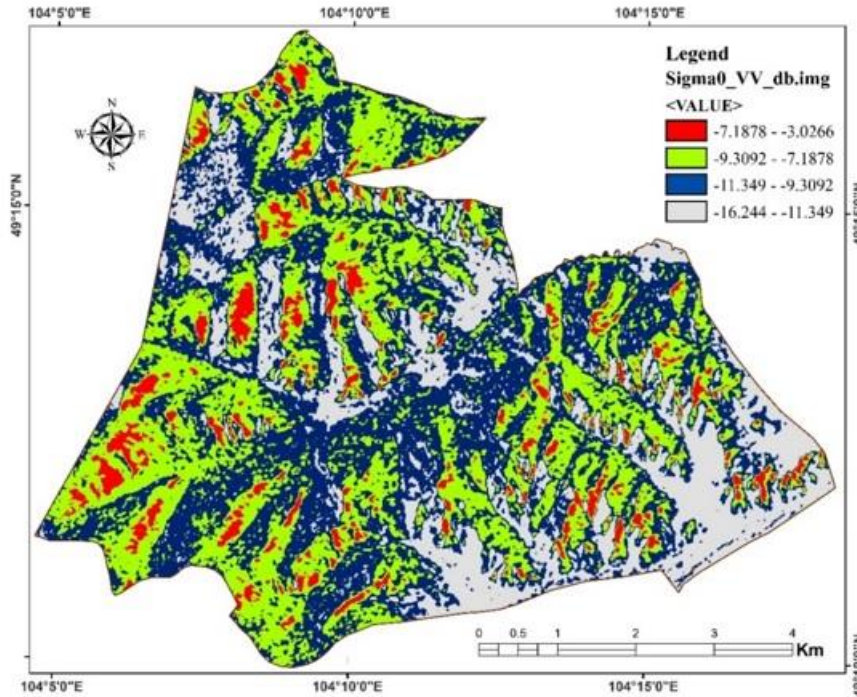 104°5'0"E 104°10'0"E 104°15'0"E
Legend
Sigma0_VV_db.img
<VALUE>
-7.1878 - -3.0266
-9.3092 - -7.1878
-11.349 - -9.3092
-16.244 - -11.349
N
W E
S
49°15'0"N
0 0.5 1 2 3 4
Km
104°5'0"E 104°10'0"E 104°15'0"E